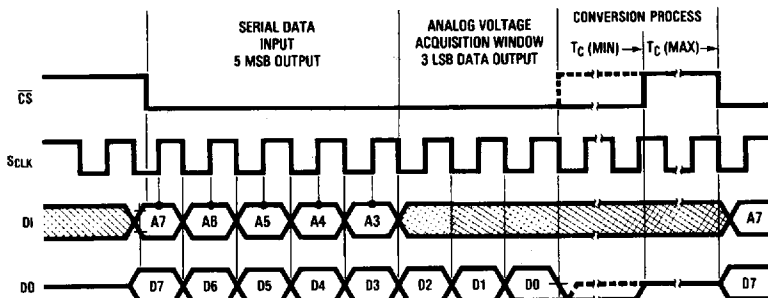 SERIAL DATA
INPUT
5 MSB OUTPUT
ANALOG VOLTAGE
ACQUISITION WINDOW
3 LSB DATA OUTPUT
CONVERSION PROCESS
TC (MIN)
TC (MAX)
CS
SCLK
DI
A7
A6
A5
A4
A3
A7
DO
D7
D6
D5
D4
D3
D2
D1
D0
D7